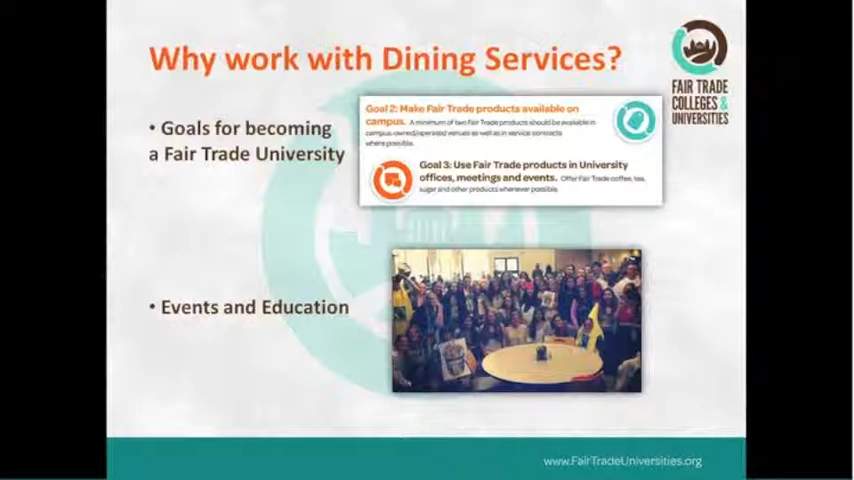 Why work with Dining Services?
FAIR TRADE
COLLEGES &
UNIVERSITIES
• Goals for becoming
a Fair Trade University
Goal 2: Make Fair Trade products available on
campus. A minimum of two Fair Trade products should be available in
campus owned/operated venues as well as in service contracts
where possible.
Goal 3: Use Fair Trade products in University
offices, meetings and events. Offer Fair Trade coffee, tea,
sugar and other products whenever possible.
• Events and Education
www.FairTradeUniversities.org